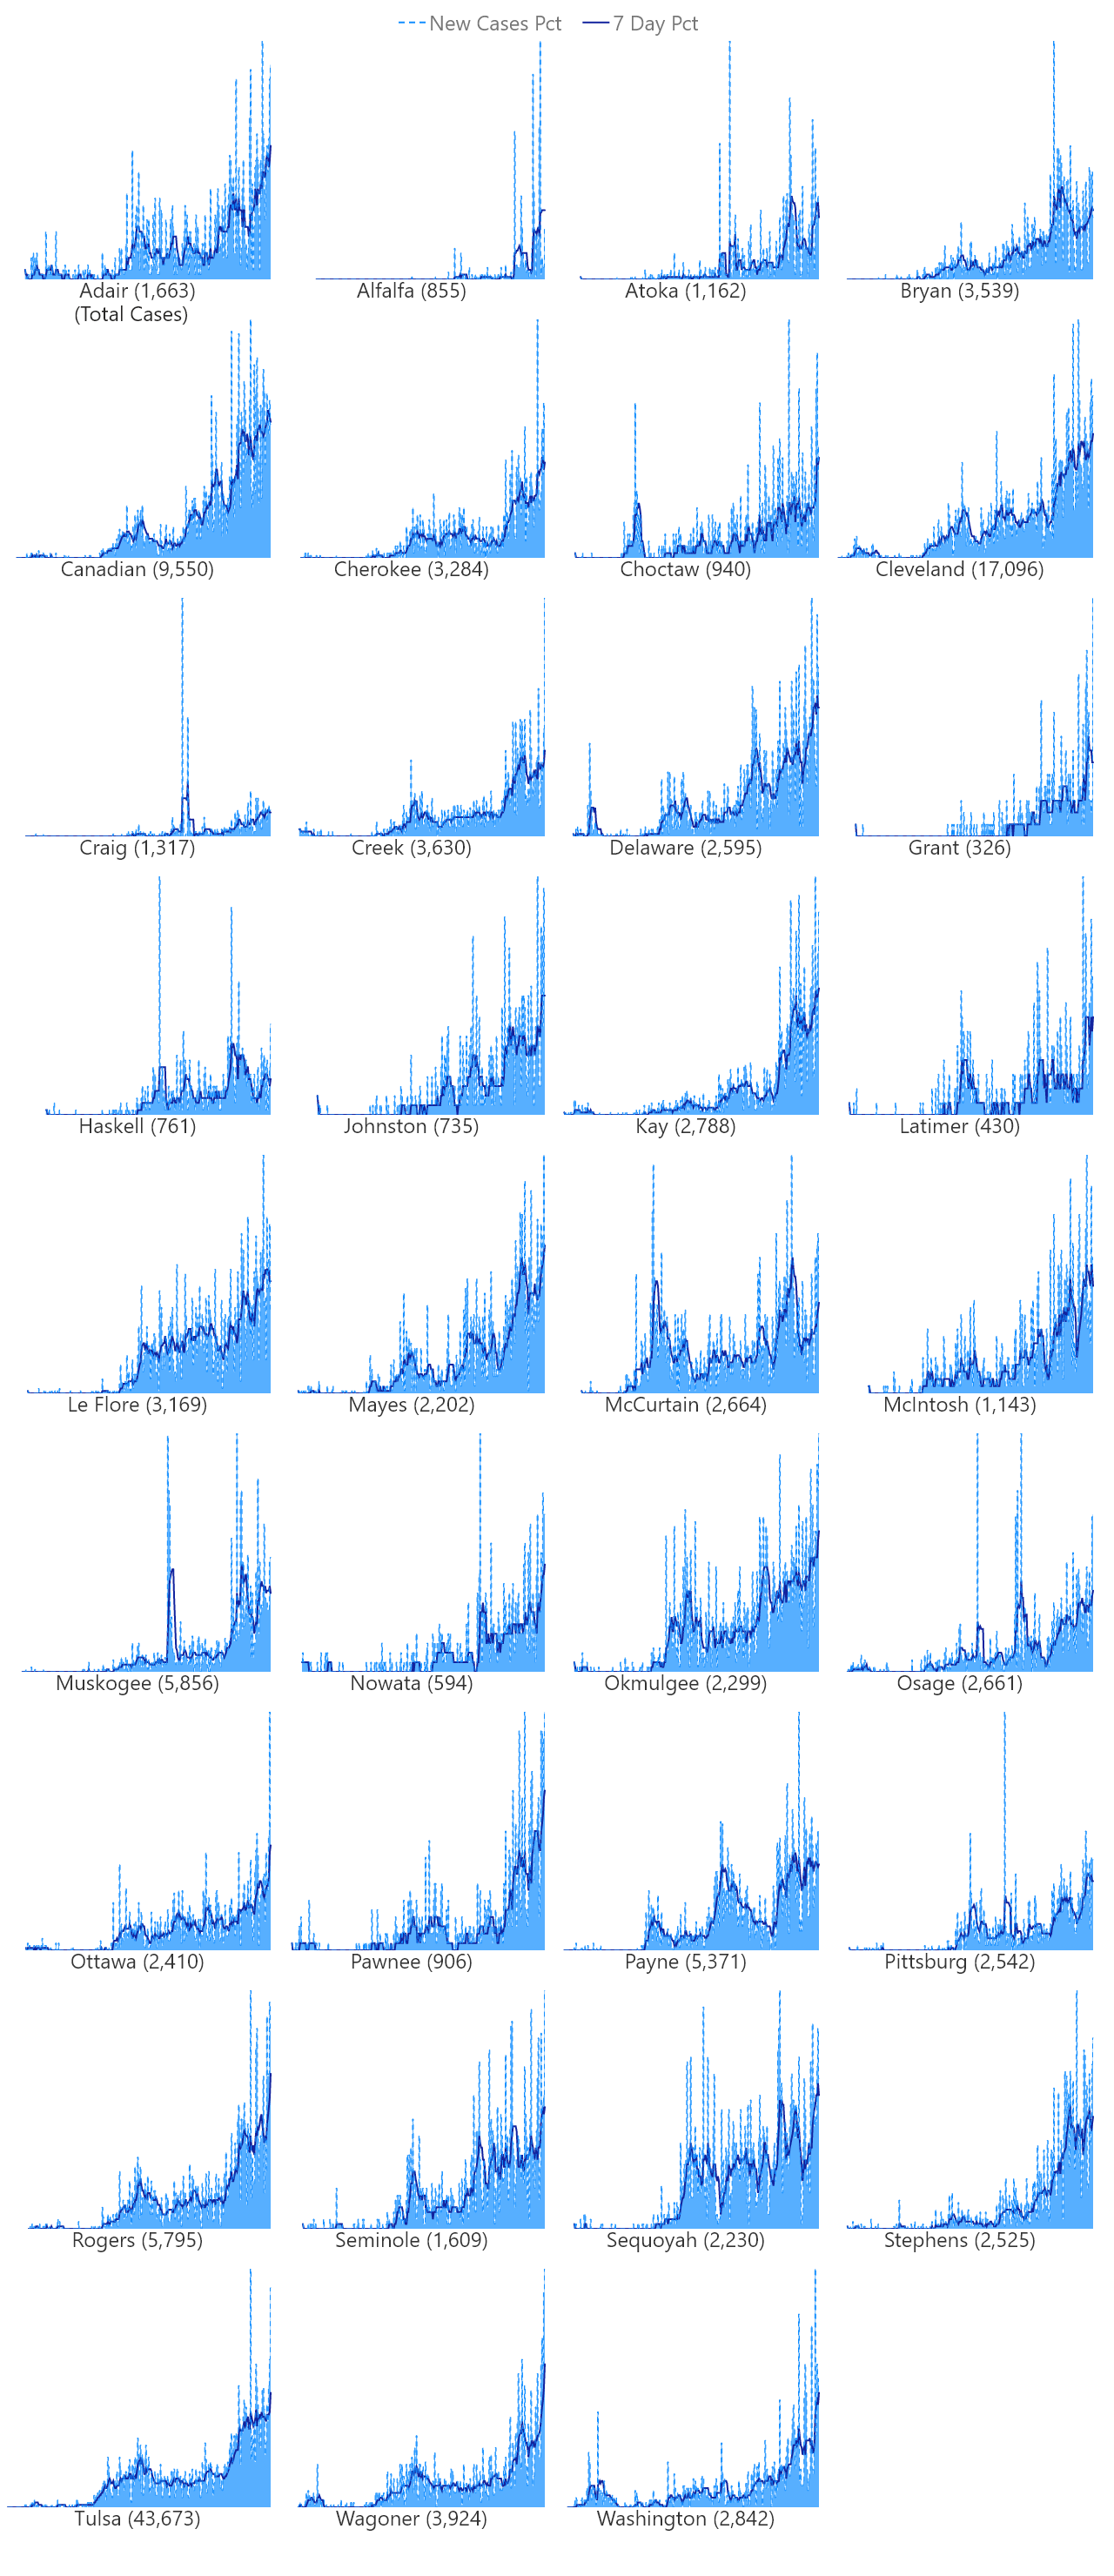 New Cases Pct 7 Day Pct
Adair (1,663) Alfalfa (855) Atoka (1,162) Bryan (3,539)
(Total Cases)
Canadian (9,550) Cherokee (3,284) Choctaw (940) Cleveland (17,096)
Craig (1,317) Creek (3,630) Delaware (2,595) Grant (326)
Haskell (761) Johnston (735) Kay (2,788) Latimer (430)
Le Flore (3,169) Mayes (2,202) McCurtain (2,664) McIntosh (1,143)
Muskogee (5,856) Nowata (594) Okmulgee (2,299) Osage (2,661)
Ottawa (2,410) Pawnee (906) Payne (5,371) Pittsburg (2,542)
Rogers (5,795) Seminole (1,609) Sequoyah (2,230) Stephens (2,525)
Tulsa (43,673) Wagoner (3,924) Washington (2,842)